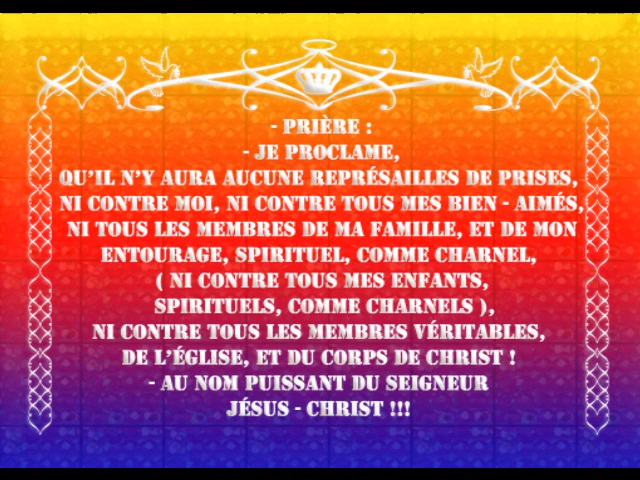 - PRIÈRE :
- JE PROCLAME,
QU'IL N'Y AURA AUCUNE REPRÉSAILLES DE PRISES,
NI CONTRE MOI, NI CONTRE TOUS MES BIEN - AIMÉS,
NI TOUS LES MEMBRES DE MA FAMILLE, ET DE MON
ENTOURAGE, SPIRITUEL, COMME CHARNEL,
( NI CONTRE TOUS MES ENFANTS,
SPIRITUELS, COMME CHARNELS ),
NI CONTRE TOUS LES MEMBRES VÉRITABLES,
DE L'ÉGLISE, ET DU CORPS DE CHRIST !
- AU NOM PUISSANT DU SEIGNEUR
JÉSUS - CHRIST !!!